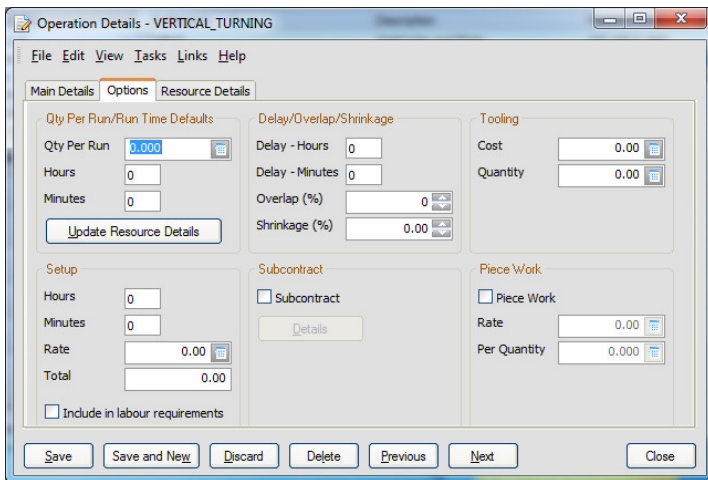 Operation Details - VERTICAL_TURNING
File Edit View Tasks Links Help
Main Details Options Resource Details
Qty Per Run/Run Time Defaults Delay/Overlap/Shrinkage Tooling
Qty Per Run 0.000 Delay - Hours 0 Cost 0.00
Hours 0 Delay - Minutes 0 Quantity 0.00
Minutes 0 Overlap (%) 0
Update Resource Details Shrinkage (%) 0.00
Setup Subcontract Piece Work
Hours 0 Subcontract Piece Work
Minutes 0 Details Rate 0.00
Rate 0.00 Per Quantity 0.000
Total 0.00
Include in labour requirements
Save Save and New Discard Delete Previous Next Close